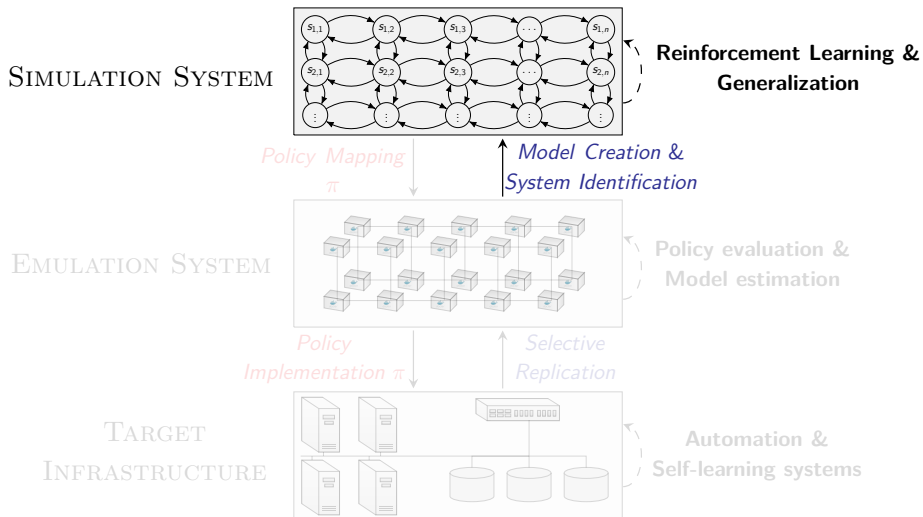 s1,1 s1,2 s1,3 ... s1,n
SIMULATION SYSTEM
s2,1 s2,2 s2,3 ... s2,n
⋮ ⋮ ⋮ ⋮ ⋮
Reinforcement Learning &
Generalization
Policy Mapping
π
Model Creation &
System Identification
EMULATION SYSTEM
Policy evaluation &
Model estimation
Policy
Implementation π
Selective
Replication
TARGET
INFRASTRUCTURE
Automation &
Self-learning systems